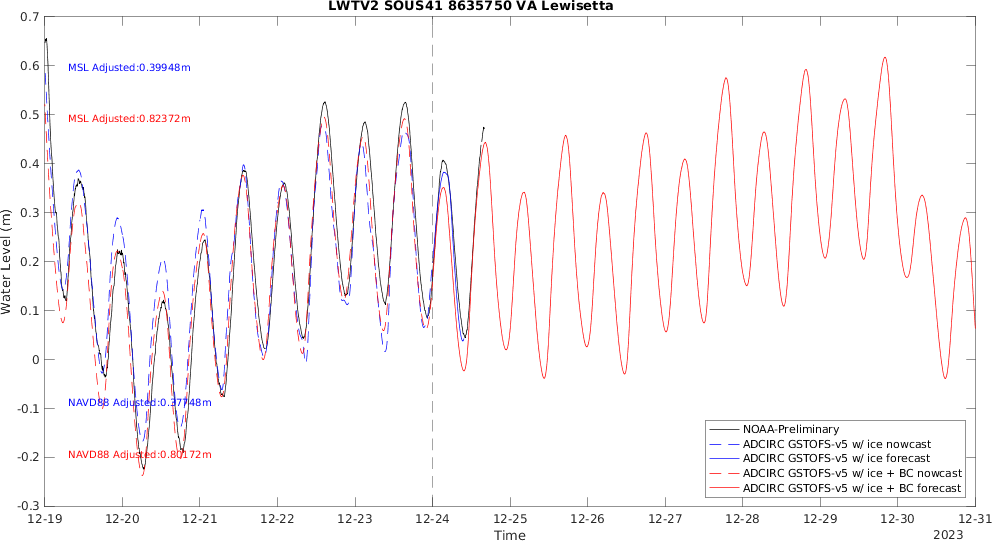 LWTV2 SOUS41 8635750 VA Lewisetta
0.7
0.6
0.5
0.4
0.3
0.2
0.1
0
-0.1
-0.2
-0.3
Water Level (m)
MSL Adjusted:0.39948m
MSL Adjusted:0.82372m
NAVD88 Adjusted:0.37748m
NAVD88 Adjusted:0.80172m
NOAA-Preliminary
ADCIRC GSTOFS-v5 w/ ice nowcast
ADCIRC GSTOFS-v5 w/ ice forecast
ADCIRC GSTOFS-v5 w/ ice + BC nowcast
ADCIRC GSTOFS-v5 w/ ice + BC forecast
12-19 12-20 12-21 12-22 12-23 12-24 12-25 12-26 12-27 12-28 12-29 12-30 12-31
Time
2023